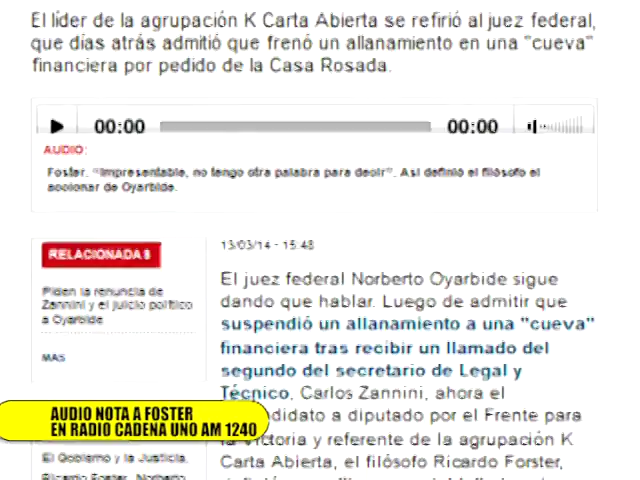 El líder de la agrupación K Carta Abierta se refirió al juez federal,
que días atrás admitió que frenó un allanamiento en una "cueva"
financiera por pedido de la Casa Rosada.
00:00
00:00
AUDIO:
Foster. "Impresentable, no tengo otra palabra para decir". Así definió el filósofo el
accionar de Oyarbide.
RELACIONADAS
Piden la renuncia de
Zannini y el juicio político
a Oyarbide
MAS
El Gobierno y la Justicia.
Ricardo Foster, Norberto
13/03/14 - 15:48
El juez federal Norberto Oyarbide sigue
dando que hablar. Luego de admitir que
suspendió un allanamiento a una "cueva"
financiera tras recibir un llamado del
segundo del secretario de Legal y
Técnico, Carlos Zannini, ahora el
didato a diputado por el Frente para
la Victoria y referente de la agrupación K
Carta Abierta, el filósofo Ricardo Forster,
AUDIO NOTA A FOSTER
EN RADIO CADENA UNO AM 1240